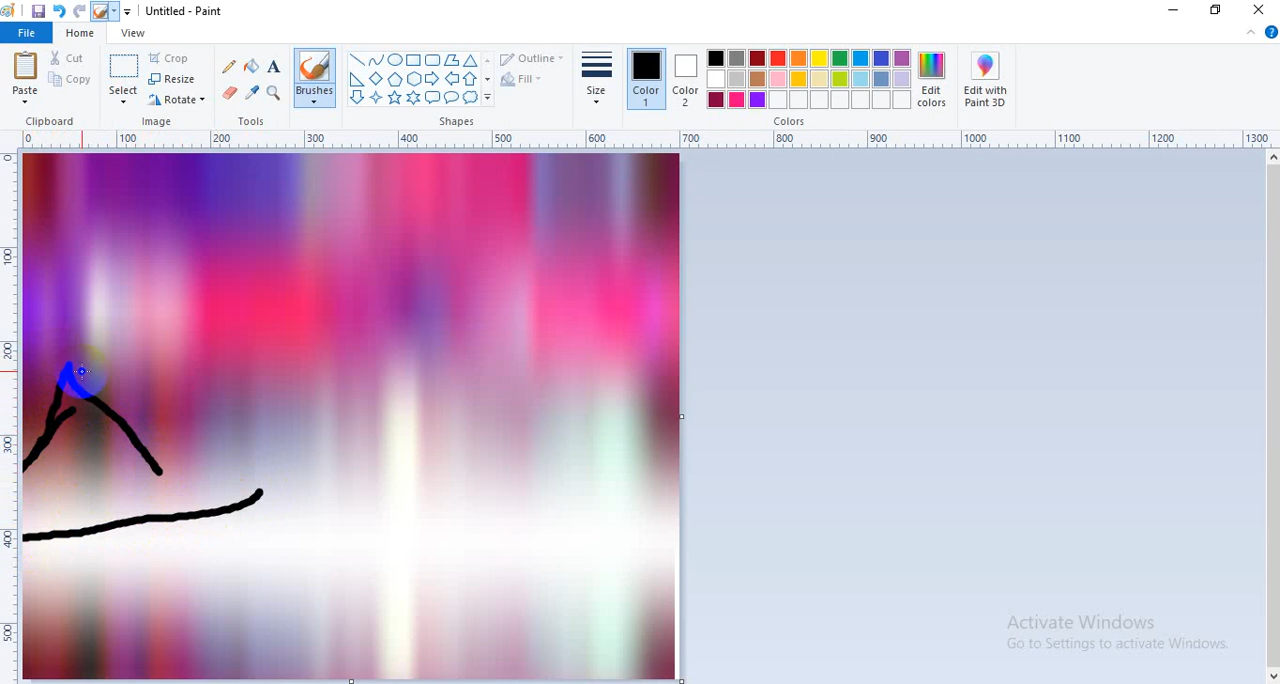 Untitled - Paint
File
Home
View
Paste
Cut
Copy
Clipboard
Select
Crop
Resize
Rotate
Image
A
Tools
Brushes
Outline
Fill
Shapes
Size
Color
1
Color
2
Edit
colors
Colors
Edit with
Paint 3D
0 100 200 300 400 500 600 700 800 900 1000 1100 1200 1300
0
100
200
300
400
500
Activate Windows
Go to Settings to activate Windows.